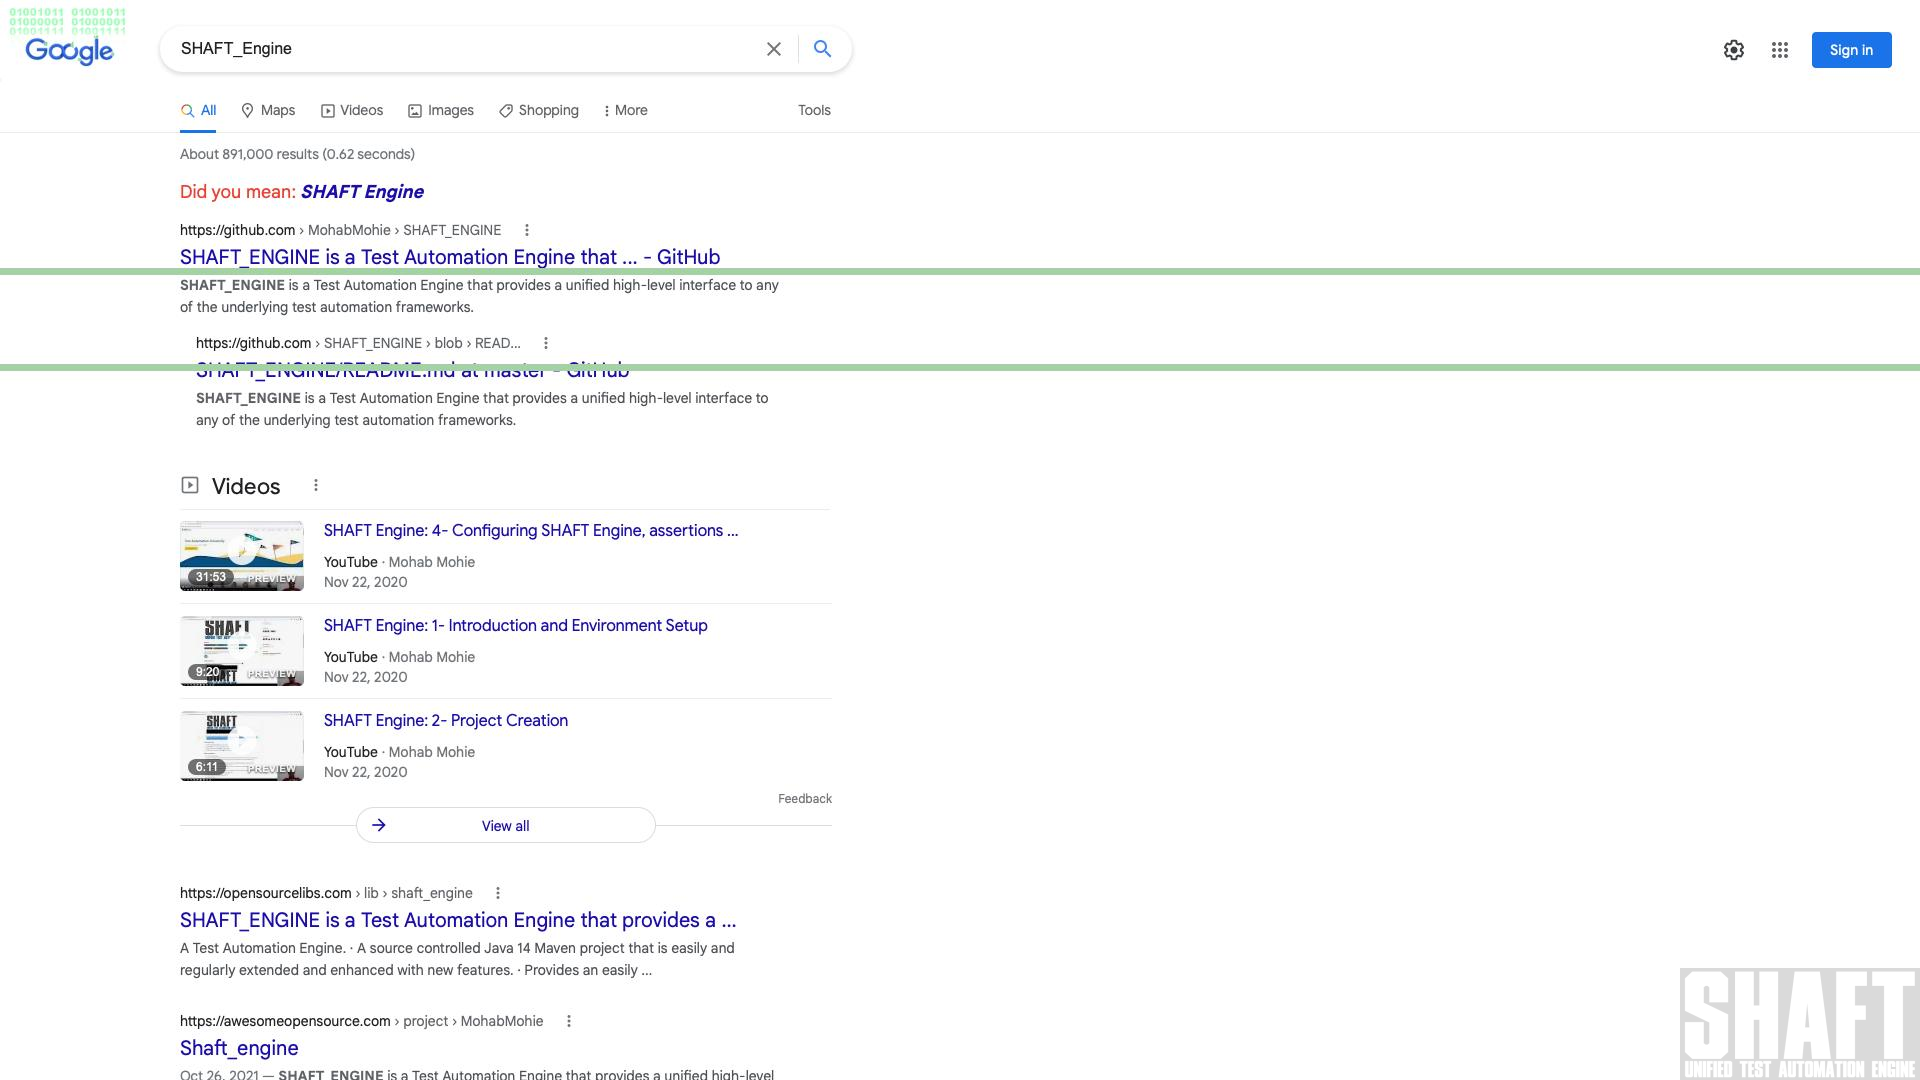 01001011 01001011
01000001 01000001
01001111 01001111
Google
SHAFT_Engine
Sign in
All Maps Videos Images Shopping More Tools
About 891,000 results (0.62 seconds)
Did you mean: SHAFT Engine
https://github.com › MohabMohie › SHAFT_ENGINE
SHAFT_ENGINE is a Test Automation Engine that ... - GitHub
SHAFT_ENGINE is a Test Automation Engine that provides a unified high-level interface to any
of the underlying test automation frameworks.
https://github.com › SHAFT_ENGINE › blob › READ...
SHAFT_ENGINE/README.md at master - GitHub
SHAFT_ENGINE is a Test Automation Engine that provides a unified high-level interface to
any of the underlying test automation frameworks.
Videos
SHAFT Engine: 4- Configuring SHAFT Engine, assertions ...
YouTube · Mohab Mohie
31:53 PREVIEW
Nov 22, 2020
SHAFT
SHAFT Engine: 1- Introduction and Environment Setup
YouTube · Mohab Mohie
9:20 PREVIEW
Nov 22, 2020
SHAFT
SHAFT Engine: 2- Project Creation
YouTube · Mohab Mohie
6:11 PREVIEW
Nov 22, 2020
Feedback
View all
https://opensourcelibs.com › lib › shaft_engine
SHAFT_ENGINE is a Test Automation Engine that provides a ...
A Test Automation Engine. · A source controlled Java 14 Maven project that is easily and
regularly extended and enhanced with new features. · Provides an easily ...
https://awesomeopensource.com › project › MohabMohie
Shaft_engine
Oct 26, 2021 — SHAFT_ENGINE is a Test Automation Engine that provides a unified high-level
SHAFT
UNIFIED TEST AUTOMATION ENGINE